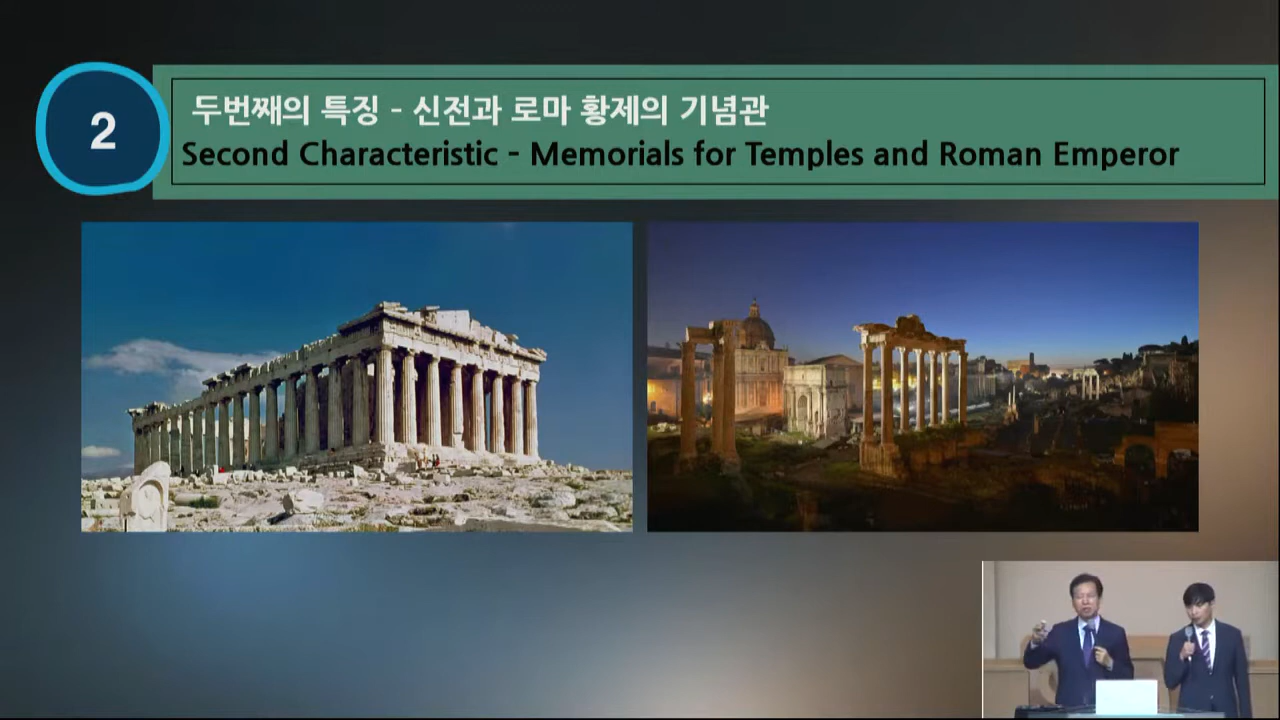 2
두번째의 특징 - 신전과 로마 황제의 기념관
Second Characteristic - Memorials for Temples and Roman Emperor